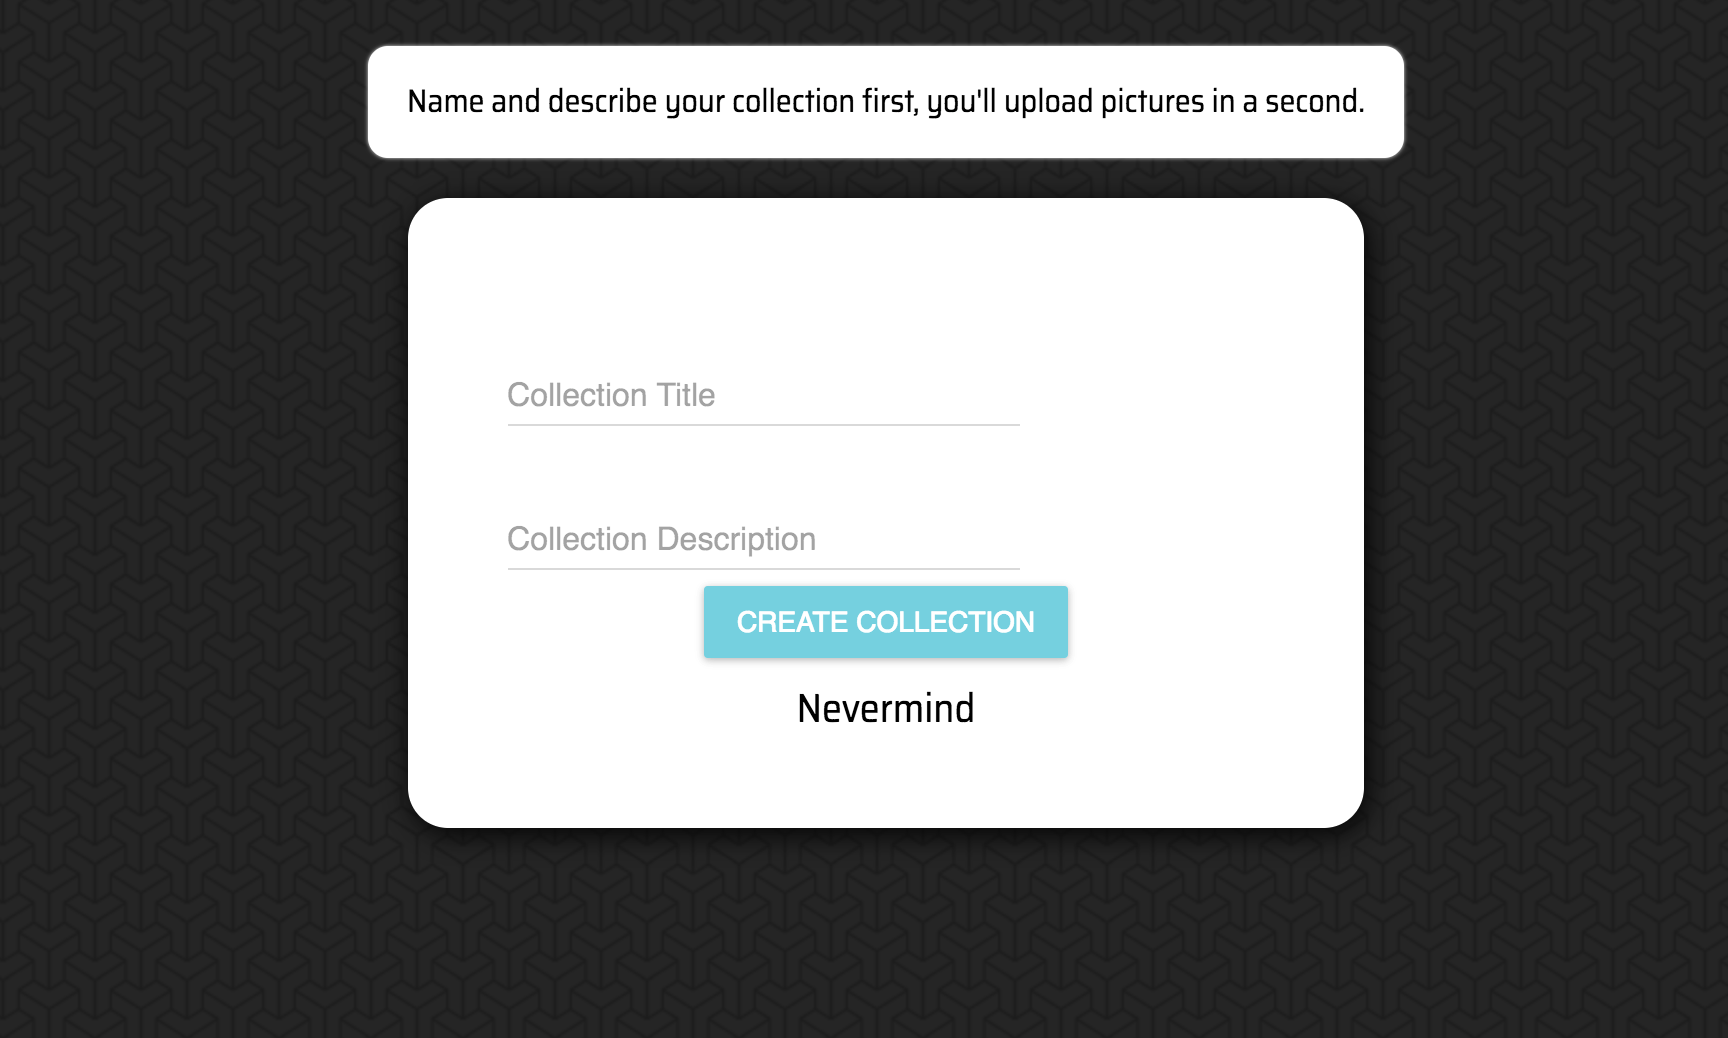 Name and describe your collection first, you'll upload pictures in a second.
Collection Title
Collection Description
CREATE COLLECTION
Nevermind